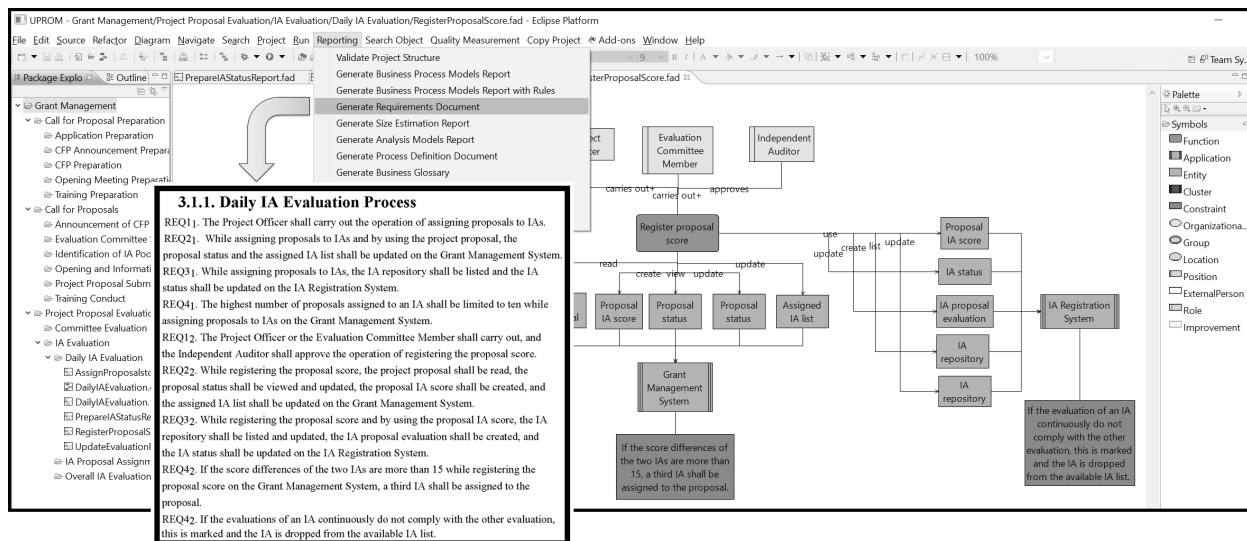 UPROM - Grant Management/Project Proposal Evaluation/IA Evaluation/Daily IA Evaluation/RegisterProposalScore.fad - Eclipse Platform
File Edit Source Refactor Diagram Navigate Search Project Run Reporting Search Object Quality Measurement Copy Project Add-ons Window Help
9 100% Team Sy..
Package Explo Outline PrepareIAStatusReport.fad sterProposalScore.fad
Validate Project Structure
Generate Business Process Models Report
Generate Business Process Models Report with Rules
Generate Requirements Document
Generate Size Estimation Report
Generate Analysis Models Report
Generate Process Definition Document
Generate Business Glossary
Grant Management
Call for Proposal Preparation
Application Preparation
CFP Announcement Prepara
CFP Preparation
Opening Meeting Preparati
Training Preparation
Call for Proposals
Announcement of CFP
Evaluation Committee
Identification of IA Poo
Opening and Informati
Project Proposal Subm
Training Conduct
Project Proposal Evaluatio
Committee Evaluation
IA Evaluation
Daily IA Evaluation
AssignProposalsto
DailyIAEvaluation.
DailyIAEvaluation.
PrepareIAStatusRe
RegisterProposalS
UpdateEvaluation
IA Proposal Assignm
Overall IA Evaluation
3.1.1. Daily IA Evaluation Process
REQ1₁. The Project Officer shall carry out the operation of assigning proposals to IAs.
REQ2₁. While assigning proposals to IAs and by using the project proposal, the
proposal status and the assigned IA list shall be updated on the Grant Management System.
REQ3₁. While assigning proposals to IAs, the IA repository shall be listed and the IA
status shall be updated on the IA Registration System.
REQ4₁. The highest number of proposals assigned to an IA shall be limited to ten while
assigning proposals to IAs on the Grant Management System.
REQ1₂. The Project Officer or the Evaluation Committee Member shall carry out, and
the Independent Auditor shall approve the operation of registering the proposal score.
REQ2₂. While registering the proposal score, the project proposal shall be read, the
proposal status shall be viewed and updated, the proposal IA score shall be created, and
the assigned IA list shall be updated on the Grant Management System.
REQ3₂. While registering the proposal score and by using the proposal IA score, the IA
repository shall be listed and updated, the IA proposal evaluation shall be created, and
the IA status shall be updated on the IA Registration System.
REQ4₂. If the score differences of the two IAs are more than 15 while registering the
proposal score on the Grant Management System, a third IA shall be assigned to the
proposal.
REQ4₂. If the evaluations of an IA continuously do not comply with the other evaluation,
this is marked and the IA is dropped from the available IA list.
ect
cer
Evaluation
Committee
Member
Independent
Auditor
carries out+
carries out+
approves
Register proposal
score
read
create view update
update
al
Proposal
IA score
Proposal
status
Proposal
status
Assigned
IA list
Grant
Management
System
If the score differences of
the two IAs are more than
15, a third IA shall be
assigned to the proposal.
use
update
create list update
Proposal
IA score
IA status
IA proposal
evaluation
IA
repository
IA
repository
IA Registration
System
If the evaluation of an IA
continuously do not
comply with the other
evaluation, this is marked
and the IA is dropped
from the available IA list.
Palette
Symbols
Function
Application
Entity
Cluster
Constraint
Organizationa..
Group
Location
Position
ExternalPerson
Role
Improvement